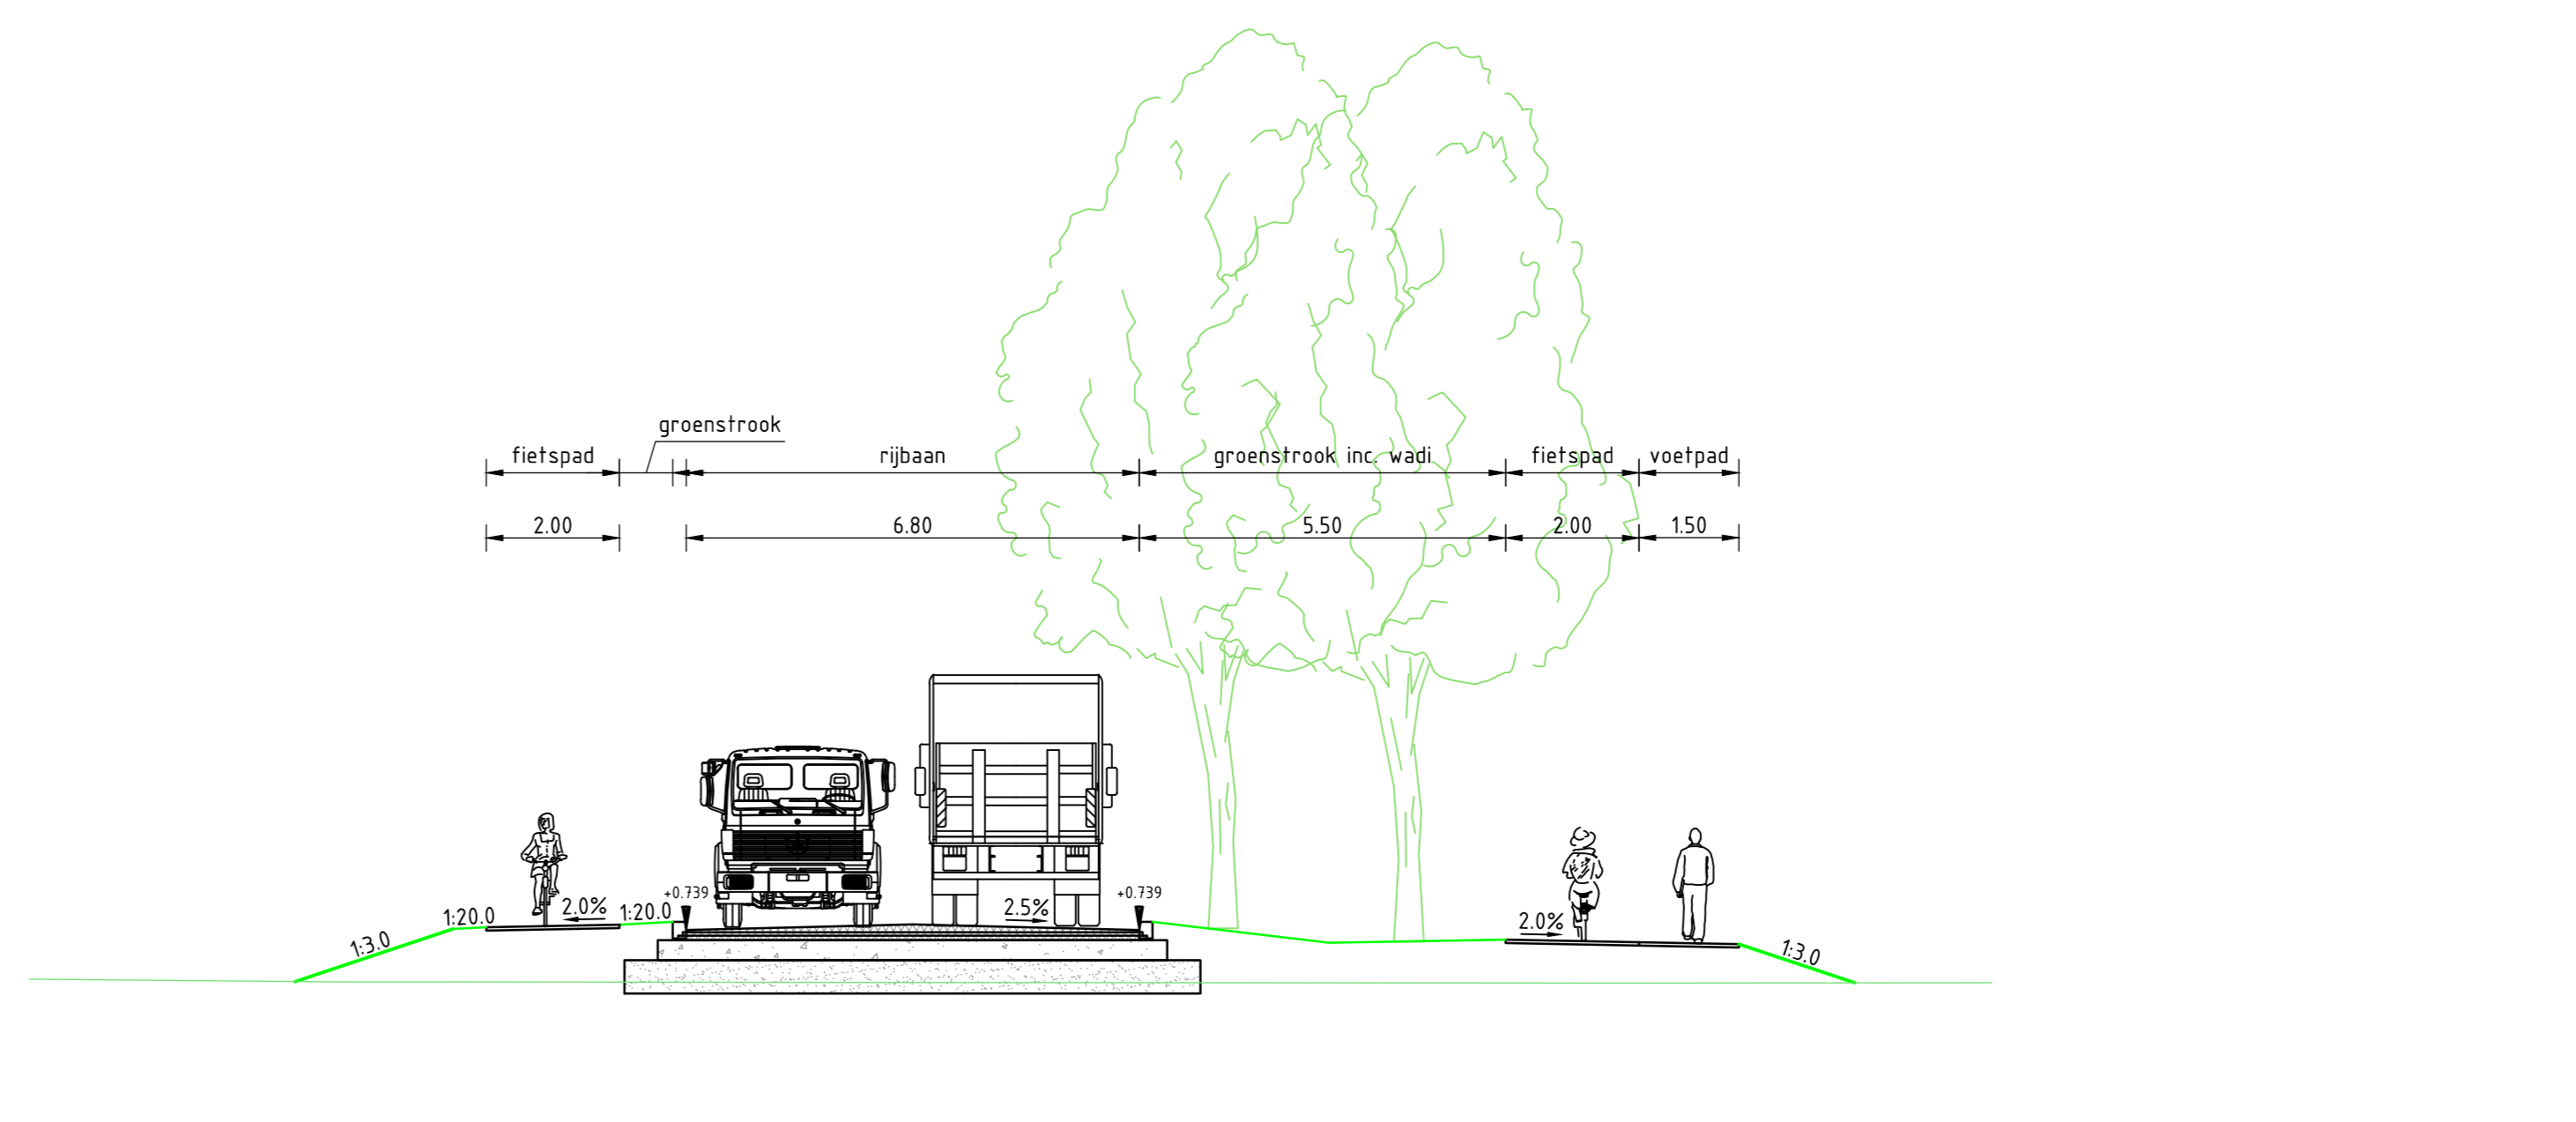 groenstrook
fietspad rijbaan groenstrook inc. wadi fietspad voetpad
2.00 6.80 5.50 2.00 1.50
+0.739 +0.739
1:3.0 1:20.0 2.0% 1:20.0 2.5% 2.0% 1:3.0